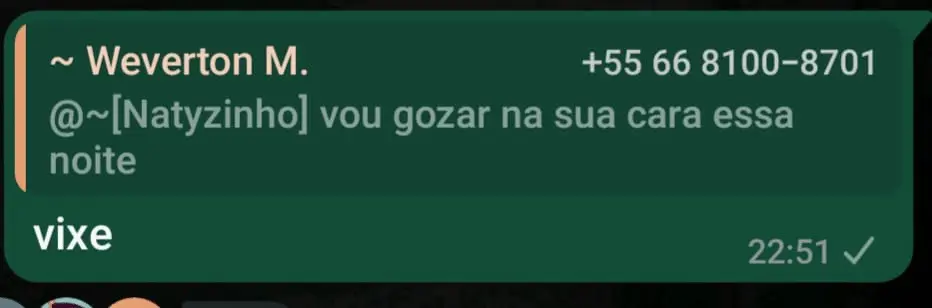 ~ Weverton M. +55 66 8100-8701
@~[Natyzinho] vou gozar na sua cara essa
noite
vixe
22:51